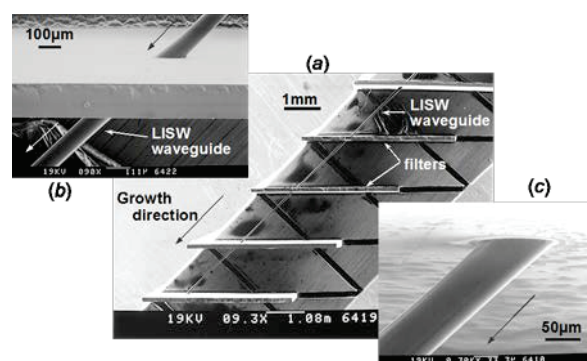 100µm
LISW
waveguide
19KV 090X 111µ 6422
(b)
(a)
1mm
LISW
waveguide
filters
Growth
direction
19KV 09.3X 1.08m 6419
(c)
50µm